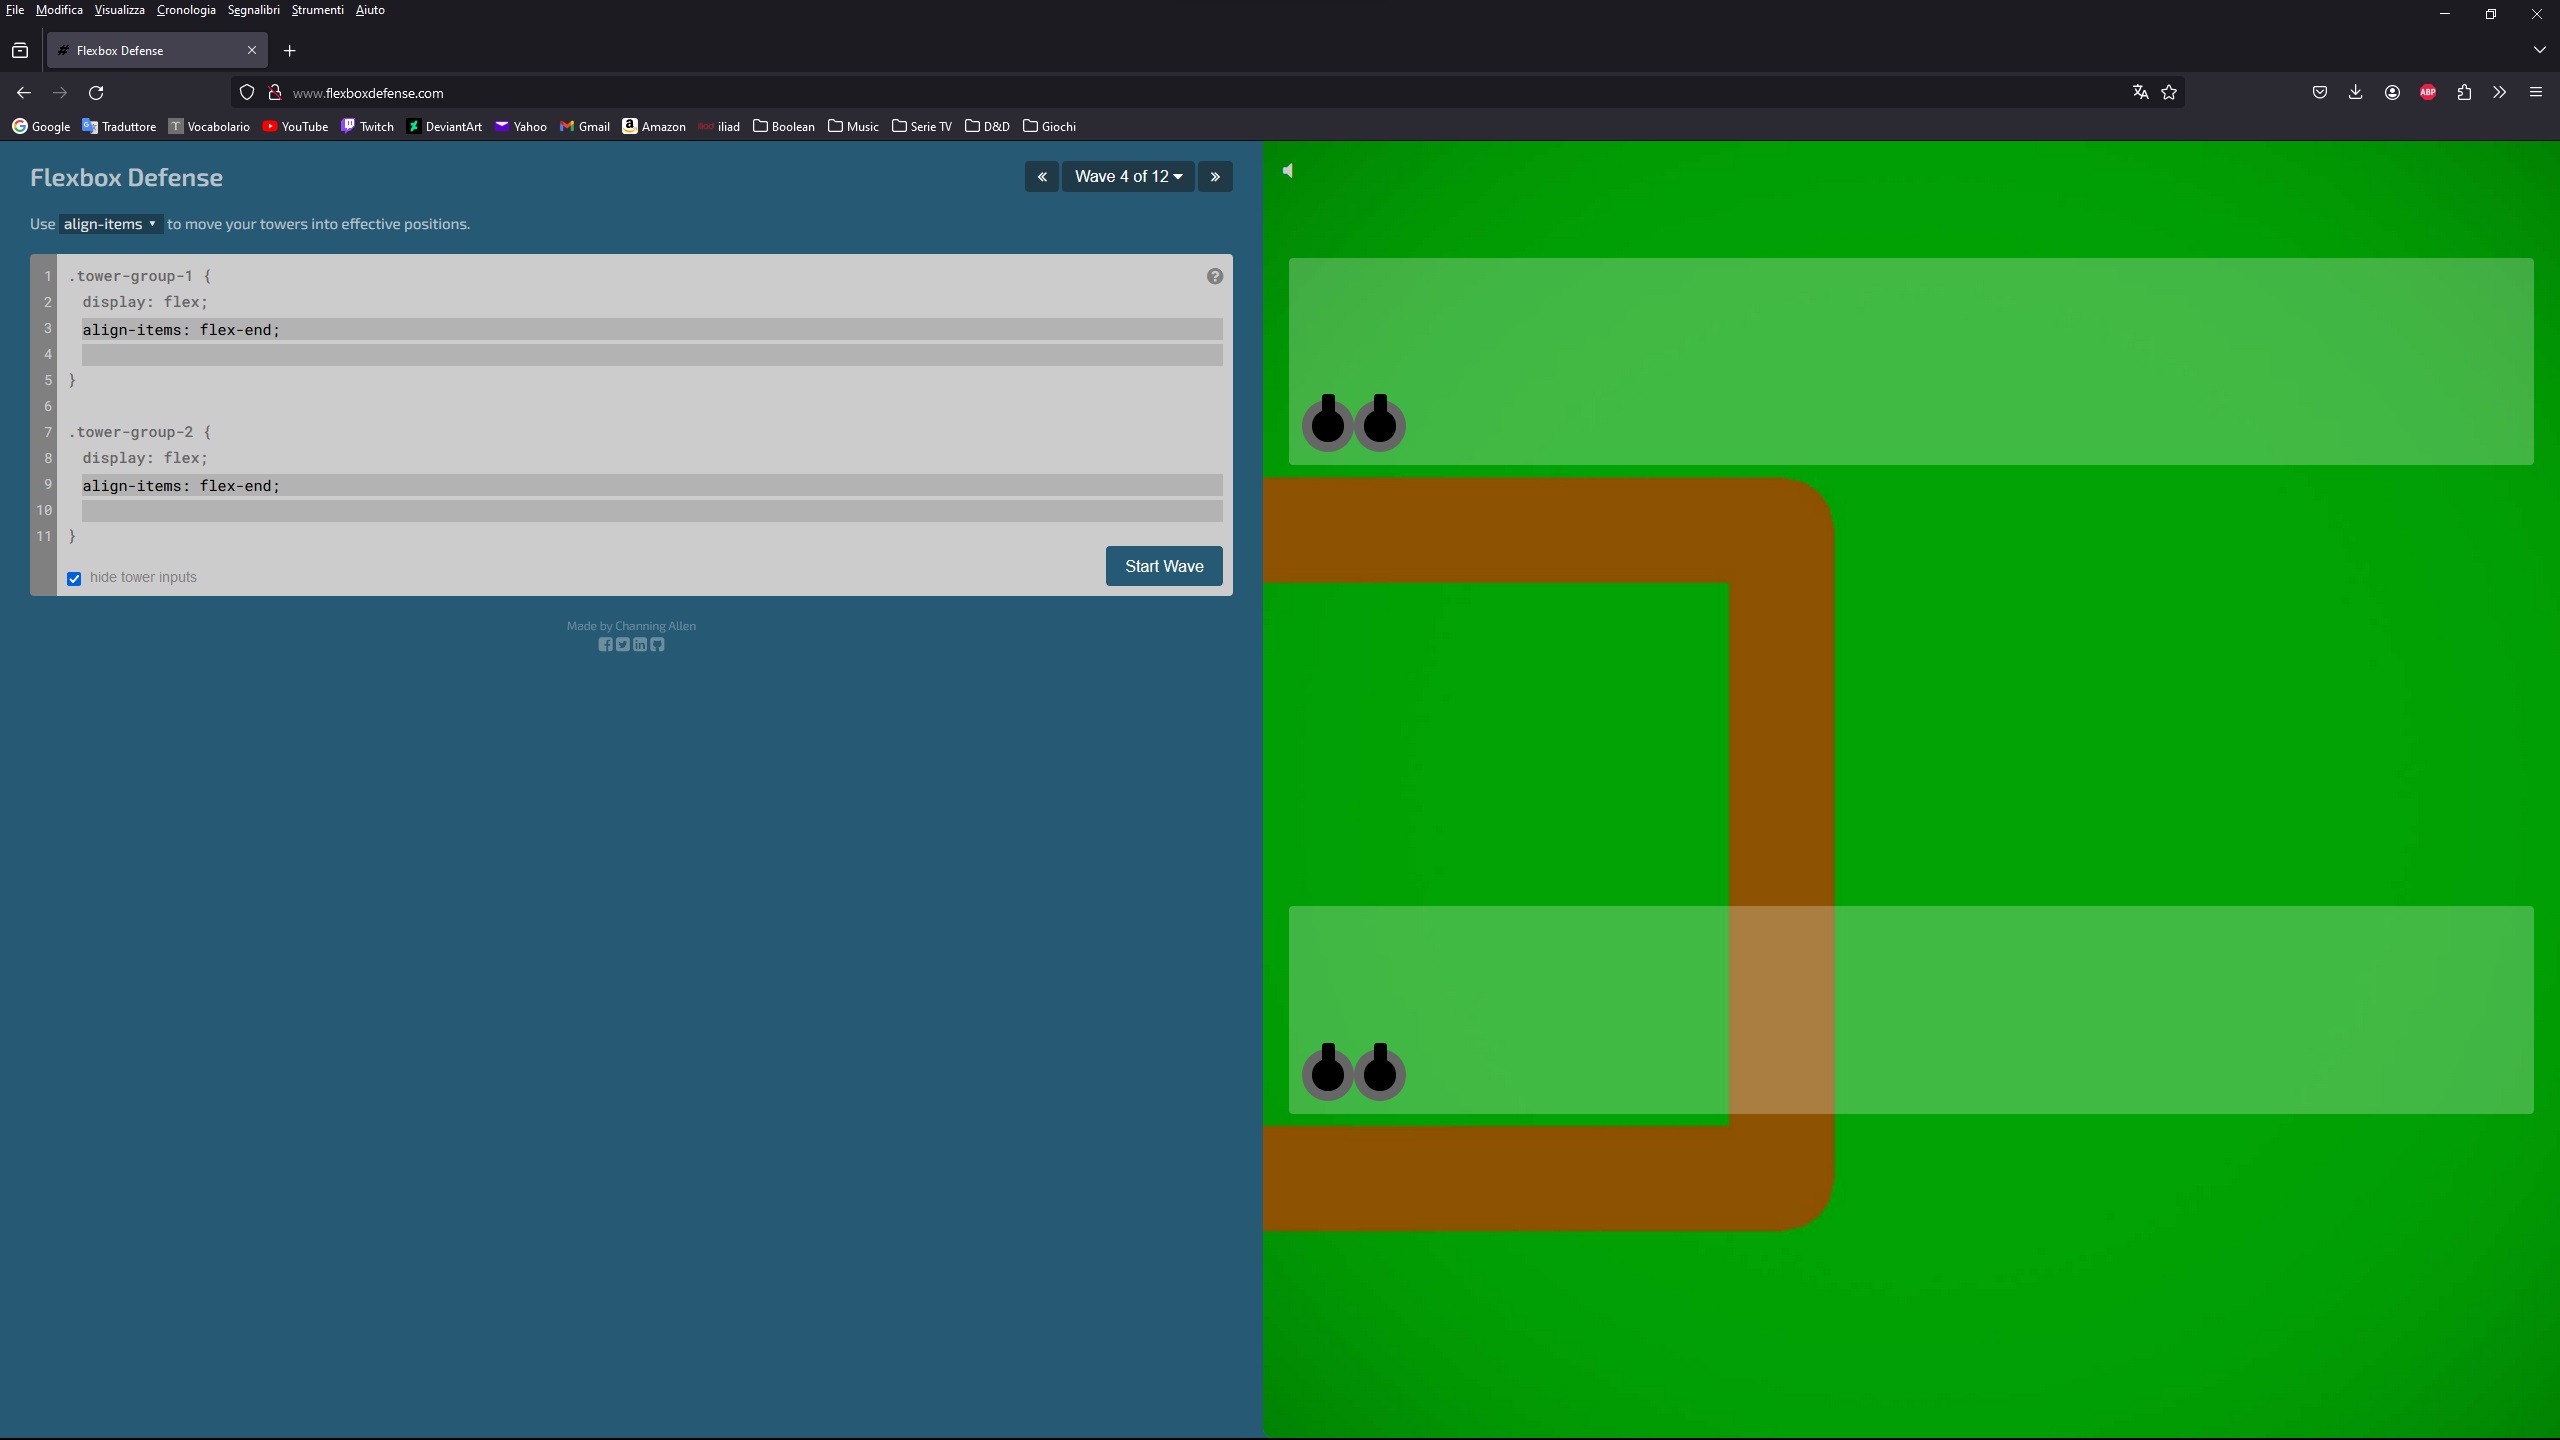 File Modifica Visualizza Cronologia Segnalibri Strumenti Aiuto
Flexbox Defense
www.flexboxdefense.com
ABP
Google Traduttore Vocabolario YouTube Twitch DeviantArt Yahoo Gmail Amazon iliad iliad Boolean Music Serie TV D&D Giochi
Flexbox Defense
« Wave 4 of 12 »
Use align-items to move your towers into effective positions.
1 .tower-group-1 {
2 display: flex;
3 align-items: flex-end;
4
5 }
6
7 .tower-group-2 {
8 display: flex;
9 align-items: flex-end;
10
11 }
hide tower inputs
Start Wave
Made by Channing Allen